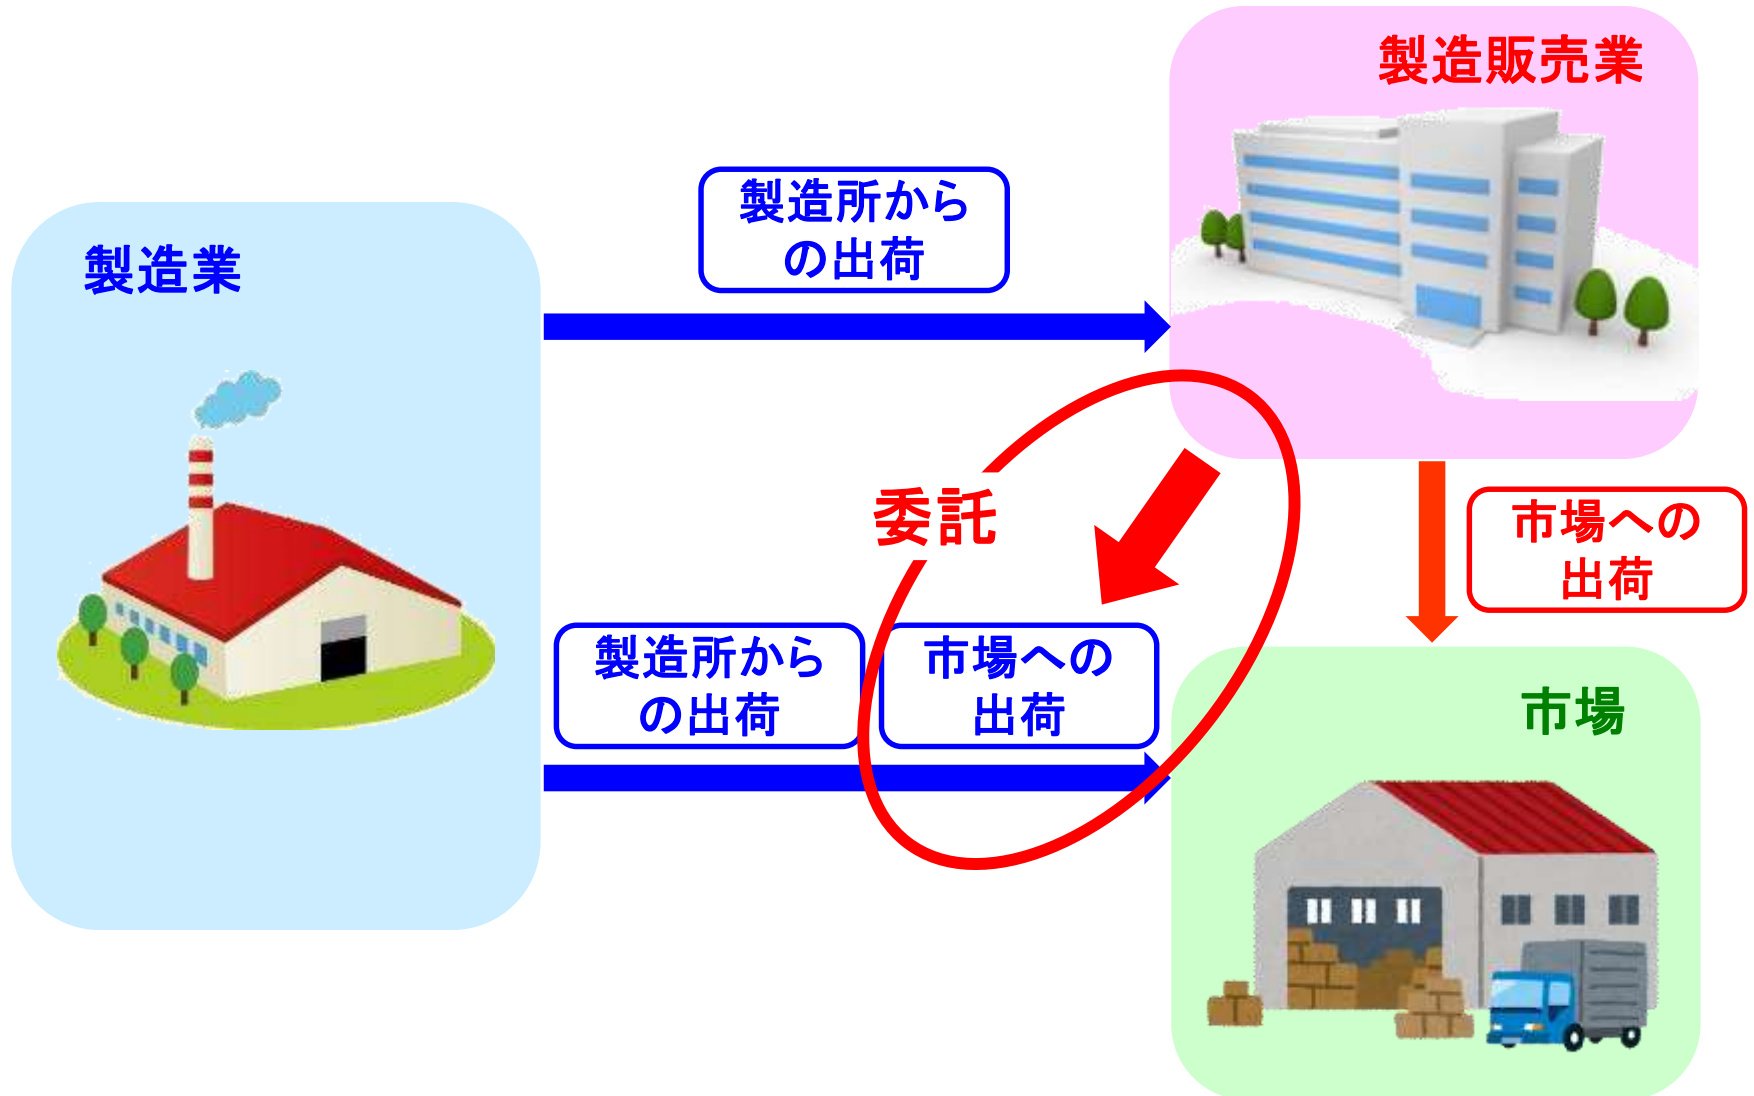 製造販売業
製造所から
の出荷
製造業
委託
市場への
出荷
製造所から
の出荷
市場への
出荷
市場